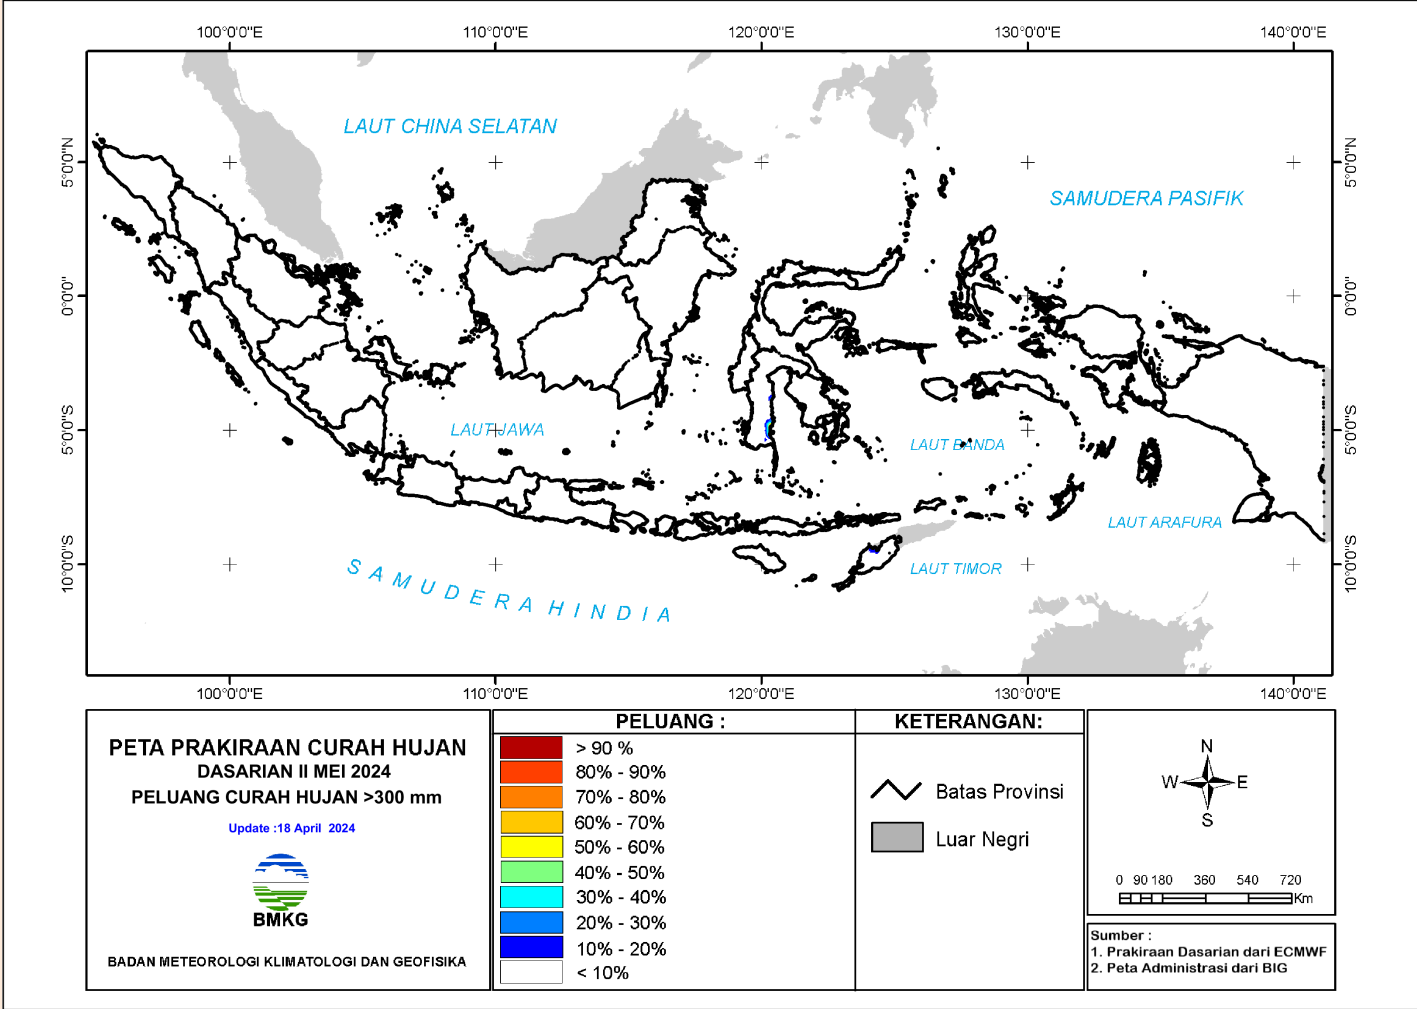 100°0'0"E 110°0'0"E 120°0'0"E 130°0'0"E 140°0'0"E
LAUT CHINA SELATAN
5°0'0"N 5°0'0"N
SAMUDERA PASIFIK
0°0'0" 0°0'0"
LAUT JAWA
5°0'0"S 5°0'0"S
LAUT BANDA
LAUT ARAFURA
10°0'0"S 10°0'0"S
LAUT TIMOR
SAMUDERA HINDIA
100°0'0"E 110°0'0"E 120°0'0"E 130°0'0"E 140°0'0"E
PETA PRAKIRAAN CURAH HUJAN
DASARIAN II MEI 2024
PELUANG CURAH HUJAN >300 mm
Update :18 April 2024
BMKG
BADAN METEOROLOGI KLIMATOLOGI DAN GEOFISIKA
PELUANG :
> 90 %
80% - 90%
70% - 80%
60% - 70%
50% - 60%
40% - 50%
30% - 40%
20% - 30%
10% - 20%
< 10%
KETERANGAN:
Batas Provinsi
Luar Negri
N
W E
S
0 90 180 360 540 720
Km
Sumber :
1. Prakiraan Dasarian dari ECMWF
2. Peta Administrasi dari BIG